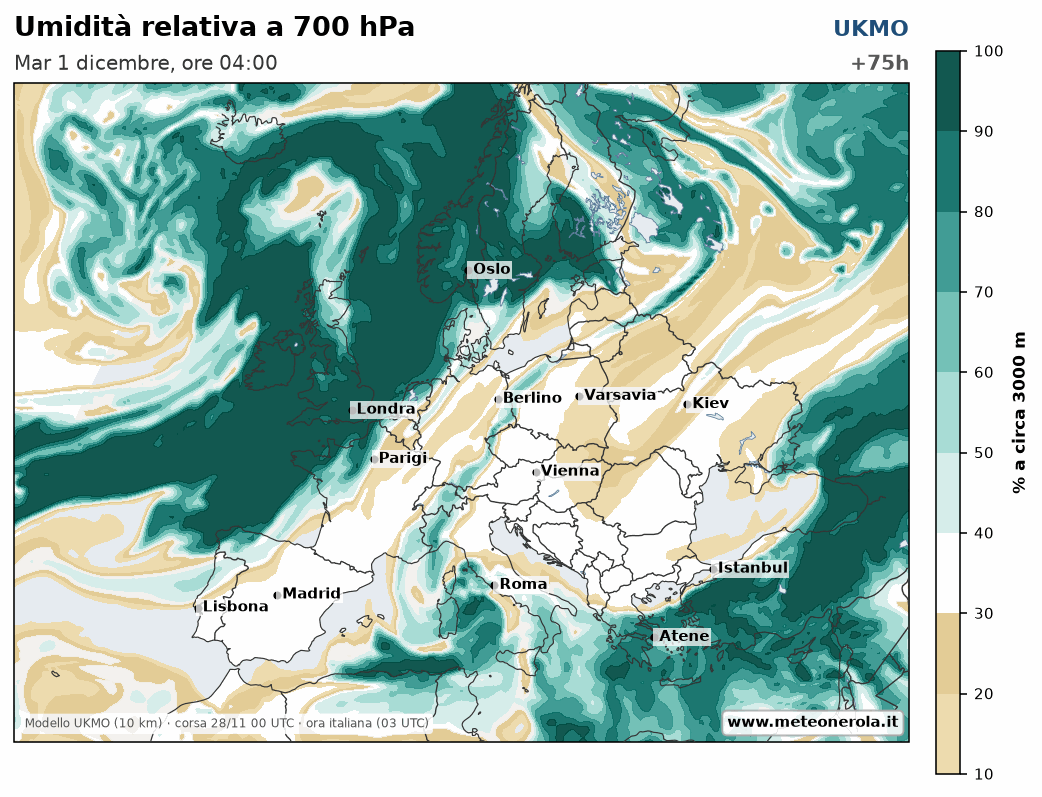 Umidità relativa a 700 hPa
UKMO
Mar 1 dicembre, ore 04:00
+75h
100
90
80
70
60
50
40
30
20
10
% a circa 3000 m
Oslo
Londra
Berlino
Varsavia
Kiev
Parigi
Vienna
Istanbul
Roma
Madrid
Lisbona
Atene
Modello UKMO (10 km) · corsa 28/11 00 UTC · ora italiana (03 UTC)
www.meteonerola.it